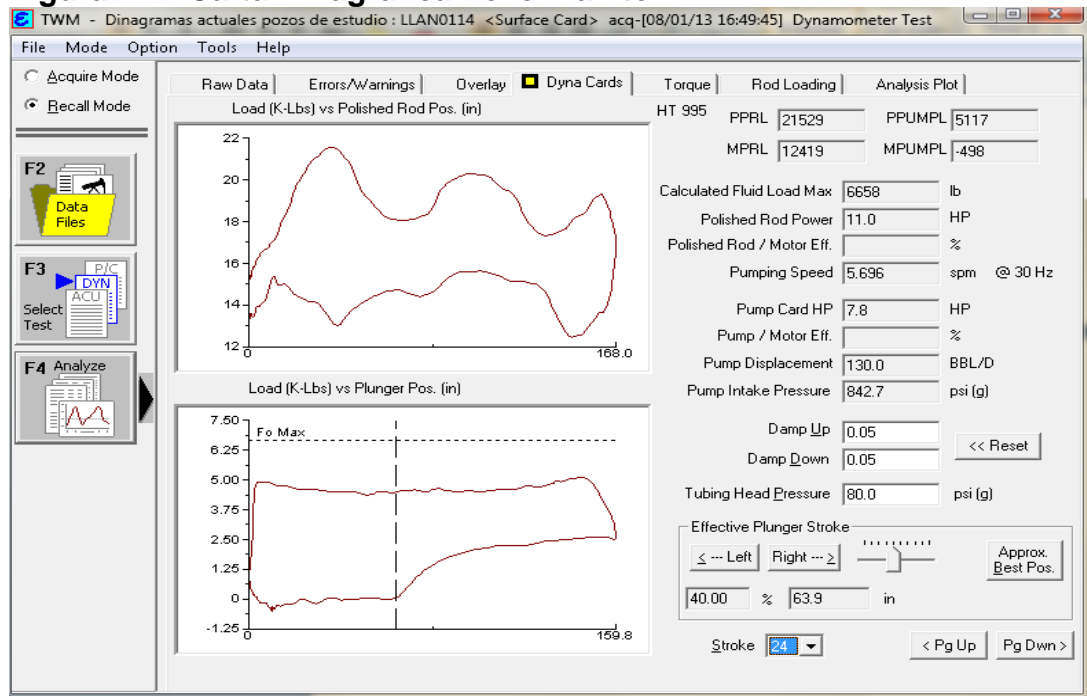 TWM - Dinagramas actuales pozos de estudio : LLAN0114 <Surface Card> acq-[08/01/13 16:49:45] Dynamometer Test
File Mode Option Tools Help
Acquire Mode
Recall Mode
F2
Data
Files
F3
P/C
DYN
ACU
Select
Test
F4 Analyze
Raw Data Errors/Warnings Overlay Dyna Cards Torque Rod Loading Analysis Plot
Load (K-Lbs) vs Polished Rod Pos. (in)
22
20
18
16
14
12
0 168.0
Load (K-Lbs) vs Plunger Pos. (in)
7.50
Fo Max
6.25
5.00
3.75
2.50
1.25
0
-1.25
0 159.8
HT 995 PPRL 21529 PPUMPL 5117
MPRL 12419 MPUMPL -498
Calculated Fluid Load Max 6658 lb
Polished Rod Power 11.0 HP
Polished Rod / Motor Eff. %
Pumping Speed 5.696 spm @ 30 Hz
Pump Card HP 7.8 HP
Pump / Motor Eff. %
Pump Displacement 130.0 BBL/D
Pump Intake Pressure 842.7 psi (g)
Damp Up 0.05
Damp Down 0.05
<< Reset
Tubing Head Pressure 80.0 psi (g)
Effective Plunger Stroke
< --- Left Right --- > Approx. Best Pos.
40.00 % 63.9 in
Stroke 24 < Pg Up Pg Dwn >